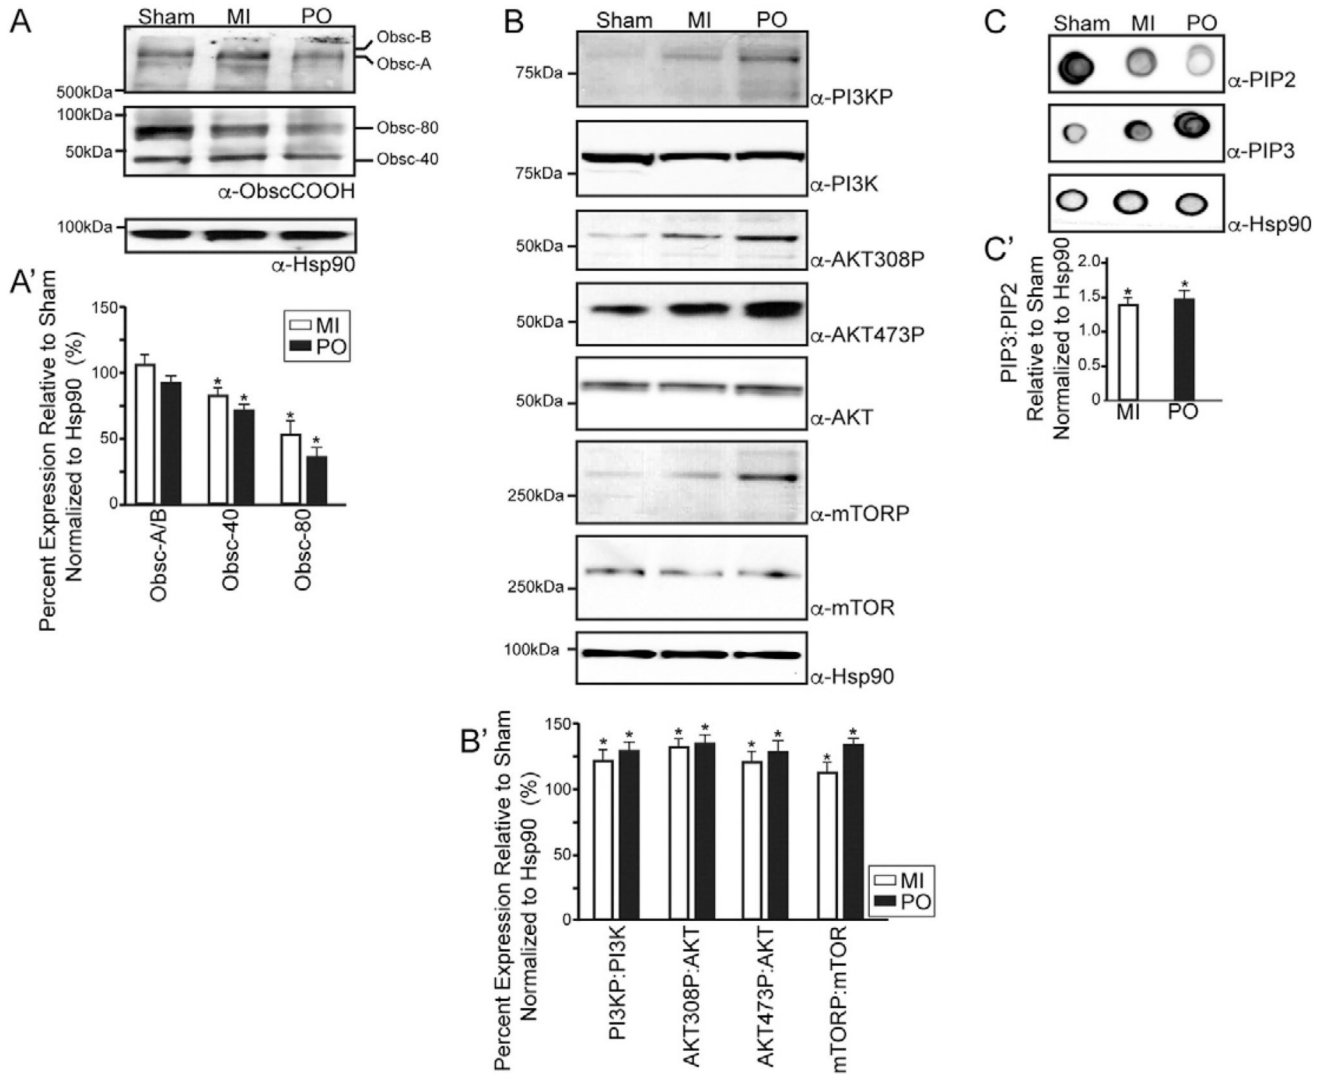 A
Sham MI PO
Obsc-B
Obsc-A
500kDa
100kDa
Obsc-80
50kDa
Obsc-40
α-ObscCOOH
100kDa
α-Hsp90
A'
Percent Expression Relative to Sham
Normalized to Hsp90 (%)
150
100
50
0
MI
PO
*
*
*
*
Obsc-A/B
Obsc-40
Obsc-80
B
Sham MI PO
75kDa
α-PI3KP
75kDa
α-PI3K
50kDa
α-AKT308P
50kDa
α-AKT473P
50kDa
α-AKT
250kDa
α-mTORP
250kDa
α-mTOR
100kDa
α-Hsp90
B'
Percent Expression Relative to Sham
Normalized to Hsp90 (%)
150
100
50
0
* * * * * * * *
MI
PO
PI3KP:PI3K
AKT308P:AKT
AKT473P:AKT
mTORP:mTOR
C
Sham MI PO
α-PIP2
α-PIP3
α-Hsp90
C'
PIP3:PIP2
Relative to Sham
Normalized to Hsp90
2.0
1.5
1.0
0.5
0
* *
MI PO